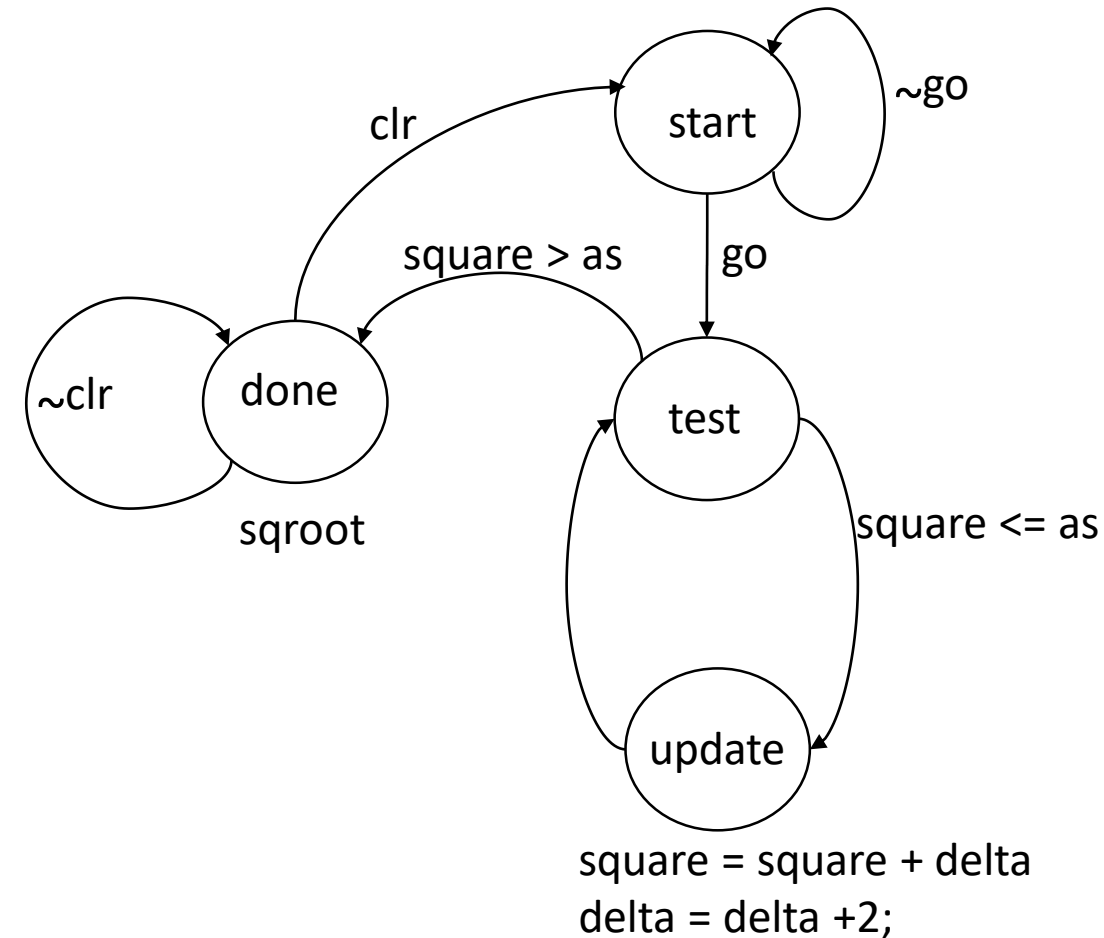 ~go
clr
start
square > as
go
~clr
done
test
sqroot
square <= as
update
square = square + delta
delta = delta +2;